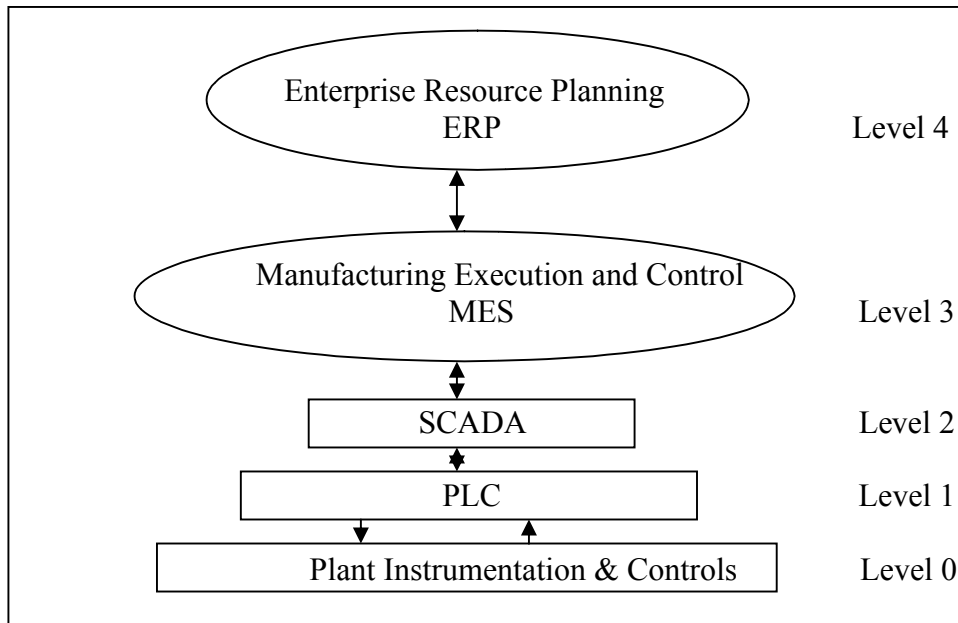 Enterprise Resource Planning
ERP
Level 4
Manufacturing Execution and Control
MES
Level 3
SCADA
Level 2
PLC
Level 1
Plant Instrumentation & Controls
Level 0